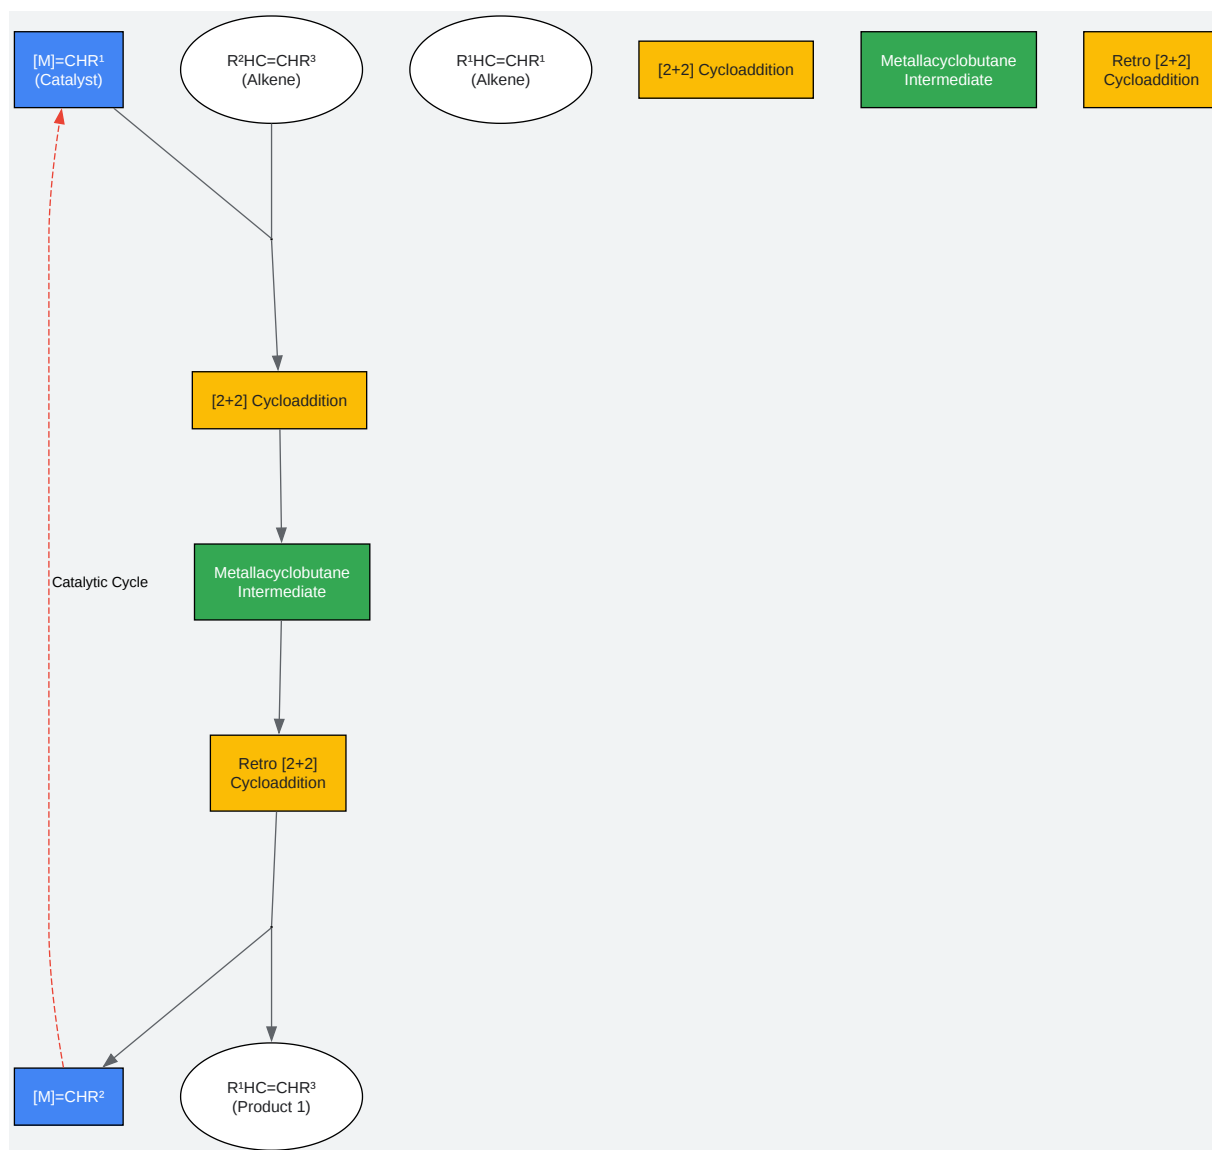 [M]=CHR¹
(Catalyst)
R²HC=CHR³
(Alkene)
R¹HC=CHR¹
(Alkene)
[2+2] Cycloaddition
Metallacyclobutane
Intermediate
Retro [2+2]
Cycloaddition
[2+2] Cycloaddition
Metallacyclobutane
Intermediate
Catalytic Cycle
Retro [2+2]
Cycloaddition
[M]=CHR²
R¹HC=CHR³
(Product 1)